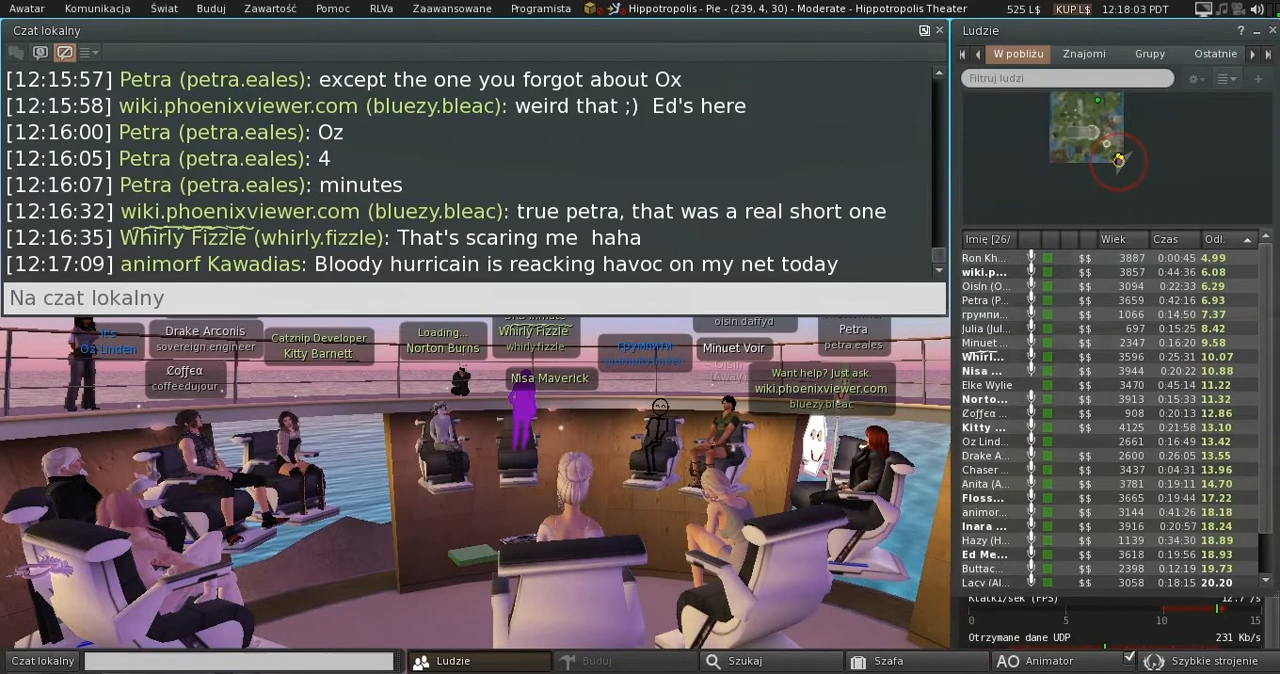 Awatar Komunikacja Świat Buduj Zawartość Pomoc RLVa Zaawansowane Programista Hippotropolis - Pie - (239, 4, 30) - Moderate - Hippotropolis Theater 525 L$ KUP L$ 12:18:03 PDT
Czat lokalny
[12:15:57] Petra (petra.eales): except the one you forgot about Ox
[12:15:58] wiki.phoenixviewer.com (bluezy.bleac): weird that ;) Ed's here
[12:16:00] Petra (petra.eales): Oz
[12:16:05] Petra (petra.eales): 4
[12:16:07] Petra (petra.eales): minutes
[12:16:32] wiki.phoenixviewer.com (bluezy.bleac): true petra, that was a real short one
[12:16:35] Whirly Fizzle (whirly.fizzle): That's scaring me haha
[12:17:09] animorf Kawadias: Bloody hurricain is reacking havoc on my net today
Na czat lokalny
Drake Arconis
sovereign.engineer
Coffeα
coffeedujour
Oz Linden
Catznip Developer
Kitty Barnett
Loading...
Norton Burns
Whirly Fizzle
whirly.fizzle
Nisa Maverick
Minuet Voir
oisin.daffyd
Oisin
(Away)
Petra
petra.eales
Want help? Just ask.
wiki.phoenixviewer.com
bluezy.bleac
Ludzie
W pobliżu Znajomi Grupy Ostatnie
Filtruj ludzi
Imię [26/ Wiek Czas Odl.
Ron Kh... $$ 3887 0:00:45 4.99
wiki.p... $$ 3857 0:44:36 6.08
Oisín (O... $$ 3094 0:22:33 6.29
Petra (P... $$ 3659 0:42:16 6.93
грумпи... $$ 1066 0:14:50 7.37
Julia (Jul... $$ 697 0:15:25 8.42
Minuet ... $$ 2347 0:16:20 9.58
Whirl... $$ 3596 0:25:31 10.07
Nisa ... $$ 3944 0:20:22 10.88
Elke Wylie $$ 3470 0:45:14 11.22
Norto... $$ 3913 0:15:33 11.32
Coffeα ... $$ 908 0:20:13 12.86
Kitty ... $$ 4125 0:21:58 13.10
Oz Lind... 2661 0:16:49 13.42
Drake A... $$ 2600 0:26:05 13.55
Chaser ... $$ 3437 0:04:31 13.96
Anita (A... $$ 3781 0:19:11 14.70
Floss... $$ 3665 0:19:44 17.22
animor... $$ 3144 0:41:26 18.18
Inara ... $$ 3916 0:20:57 18.24
Hazy (H... $$ 1139 0:34:30 18.89
Ed Me... $$ 3618 0:19:56 18.93
Buttac... $$ 2398 0:12:19 19.73
Lacy (Al... $$ 3058 0:18:15 20.20
Klatki/sek (FPS) 12.7 /s
0 5 10 15
Otrzymane dane UDP 231 Kb/s
Czat lokalny Ludzie Buduj Szukaj Szafa AO Animator Szybkie strojenie